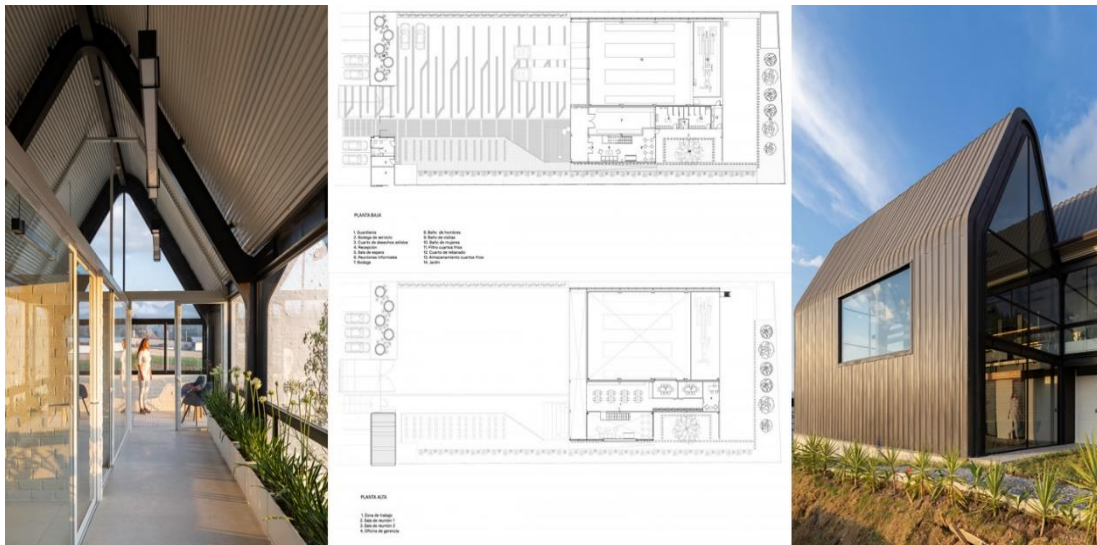 PLANTA BAJA
1. Guardianía
2. Bodega de servicio
3. Cuarto de desechos sólidos
4. Recepción
5. Sala de espera
6. Reuniones informales
7. Bodega
8. Baño de hombres
9. Baño de visitas
10. Baño de mujeres
11. Filtro cuartos fríos
12. Cuarto de rebanado
13. Almacenamiento cuartos fríos
14. Jardín
PLANTA ALTA
1. Zona de trabajo
2. Sala de reunión 1
3. Sala de reunión 2
4. Oficina de gerencia